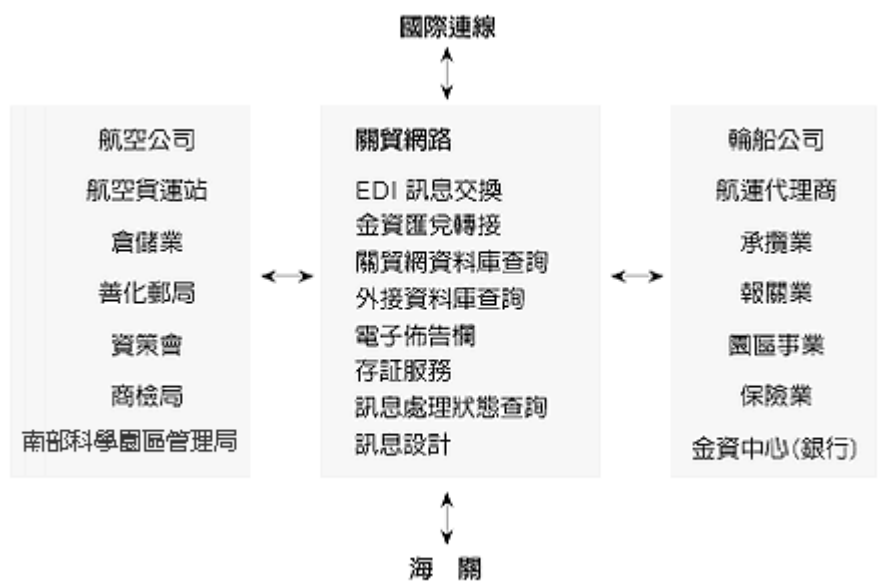 國際連線
航空公司
航空貨運站
倉儲業
善化郵局
資策會
商檢局
南部科學園區管理局
關貿網路
EDI 訊息交換
金資匯兌轉接
關貿網資料庫查詢
外接資料庫查詢
電子佈告欄
存証服務
訊息處理狀態查詢
訊息設計
輪船公司
航運代理商
承攬業
報關業
園區事業
保險業
金資中心(銀行)
海 關